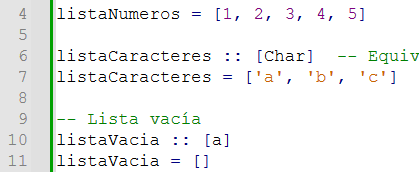 4 listaNumeros = [1, 2, 3, 4, 5]
5
6 listaCaracteres :: [Char]  -- Equiv
7 listaCaracteres = ['a', 'b', 'c']
8
9 -- Lista vacía
10 listaVacia :: [a]
11 listaVacia = []